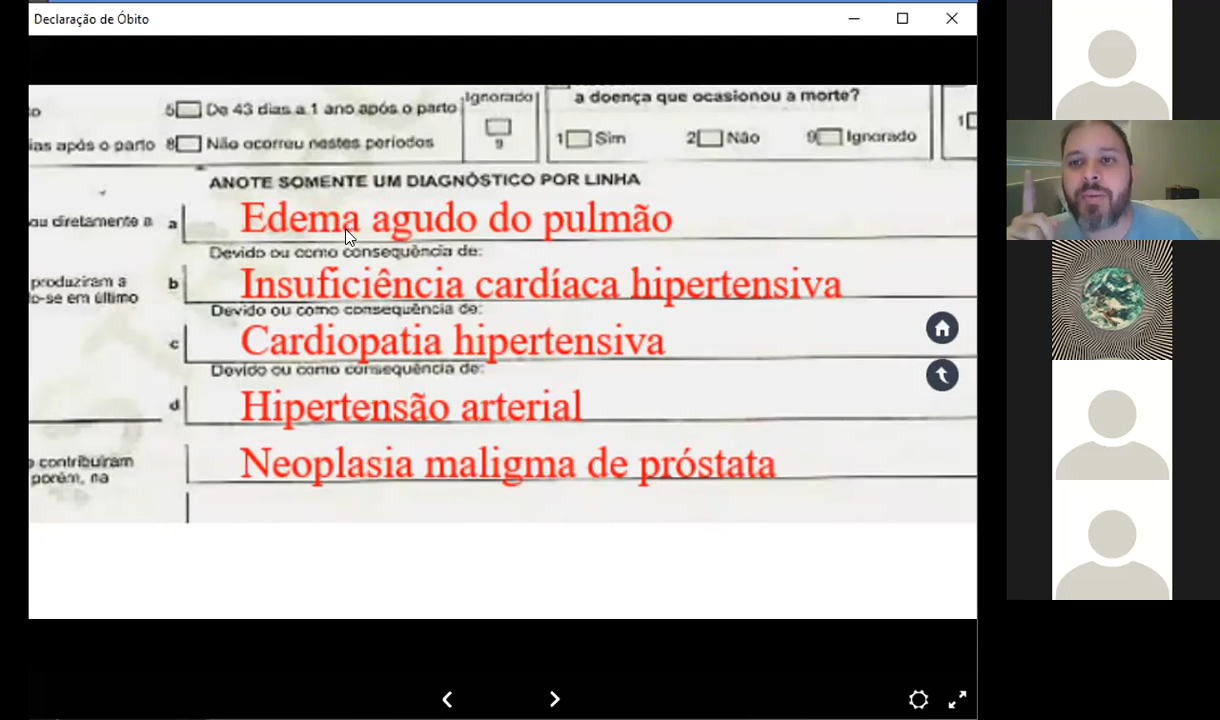 Declaração de Óbito
5 De 43 dias a 1 ano após o parto
Ignorado
a doença que ocasionou a morte?
ias após o parto 8 Não ocorreu nestes períodos
9
1 Sim 2 Não 9 Ignorado
1
ANOTE SOMENTE UM DIAGNÓSTICO POR LINHA
ou diretamente a a Edema agudo do pulmão
Devido ou como consequência de:
produziram a
o-se em último
b Insuficiência cardíaca hipertensiva
Devido ou como consequência de:
c Cardiopatia hipertensiva
Devido ou como consequência de:
d Hipertensão arterial
contribuíram
porém, na
Neoplasia maligma de próstata